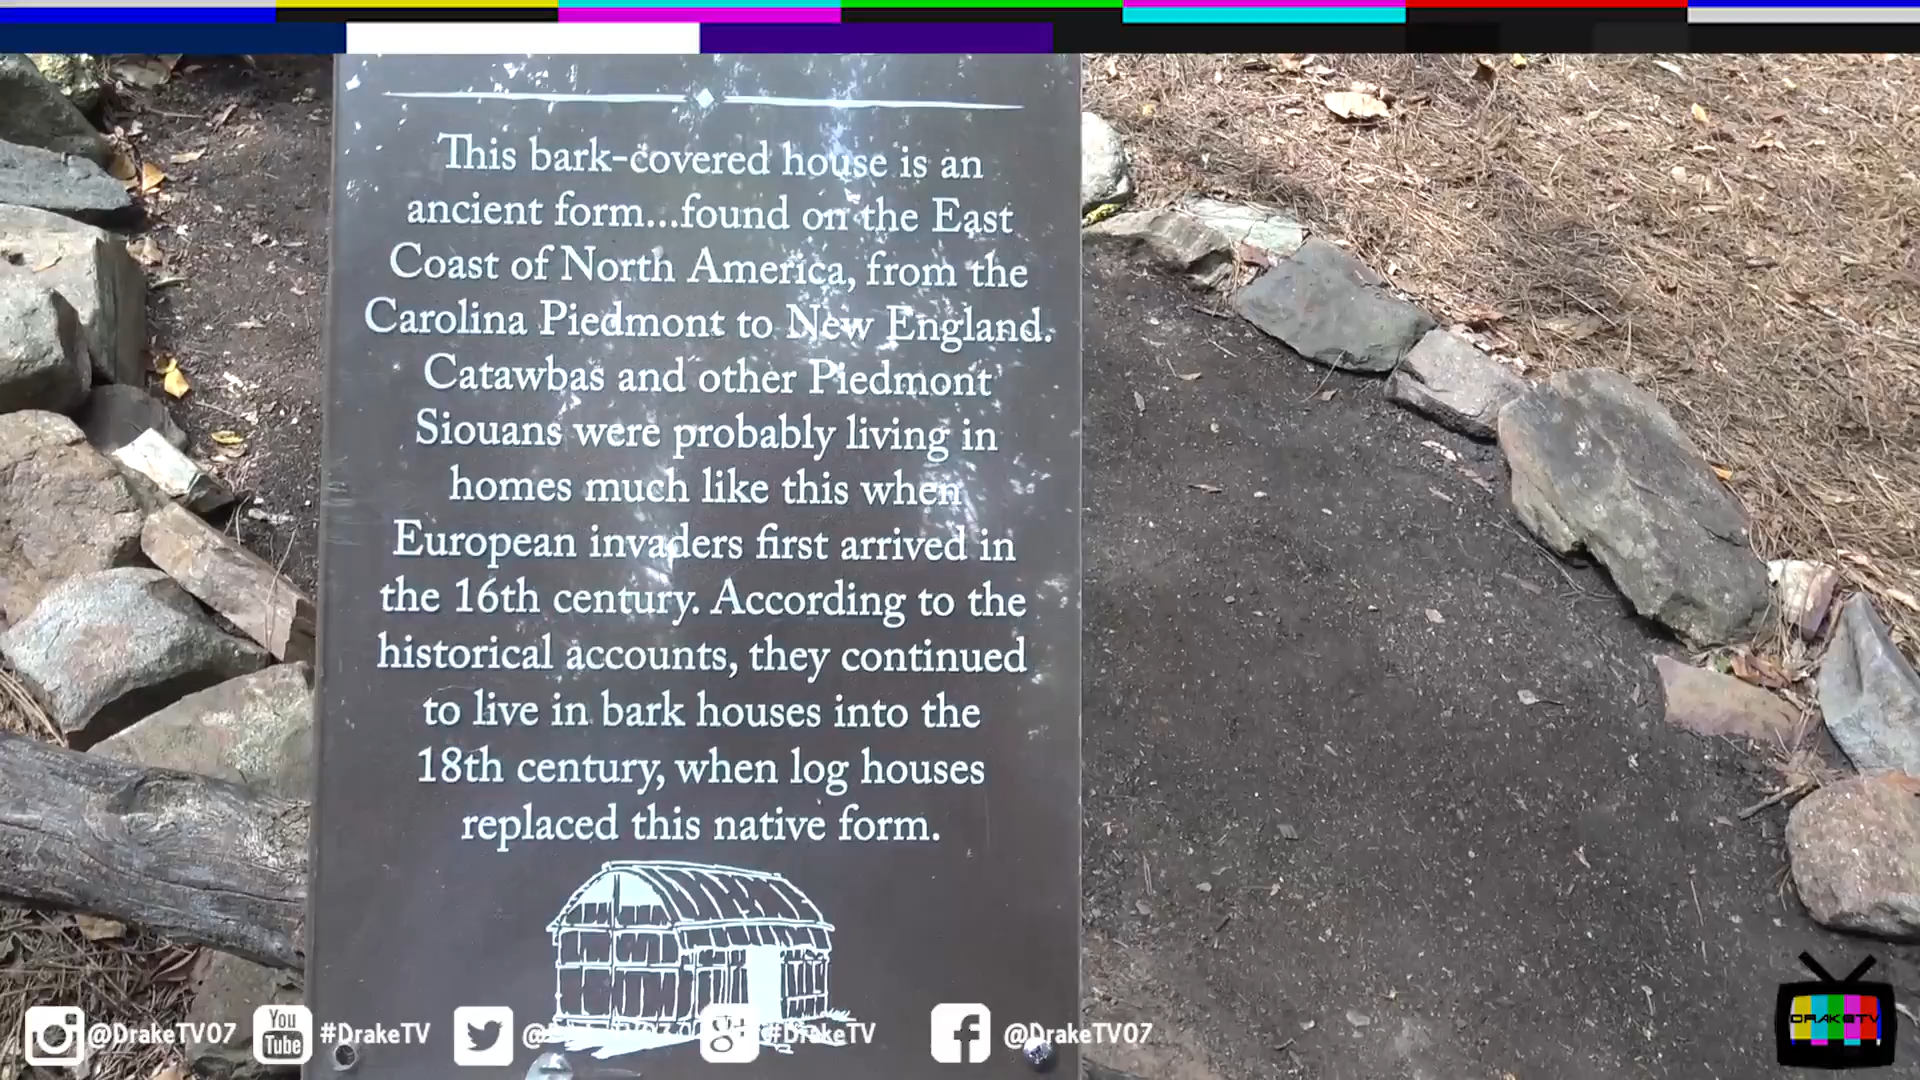 This bark-covered house is an
ancient form...found on the East
Coast of North America, from the
Carolina Piedmont to New England.
Catawbas and other Piedmont
Siouans were probably living in
homes much like this when
European invaders first arrived in
the 16th century. According to the
historical accounts, they continued
to live in bark houses into the
18th century, when log houses
replaced this native form.
@DrakeTV07 You Tube #DrakeTV g+ #DrakeTV f @DrakeTV07
DRAKETV